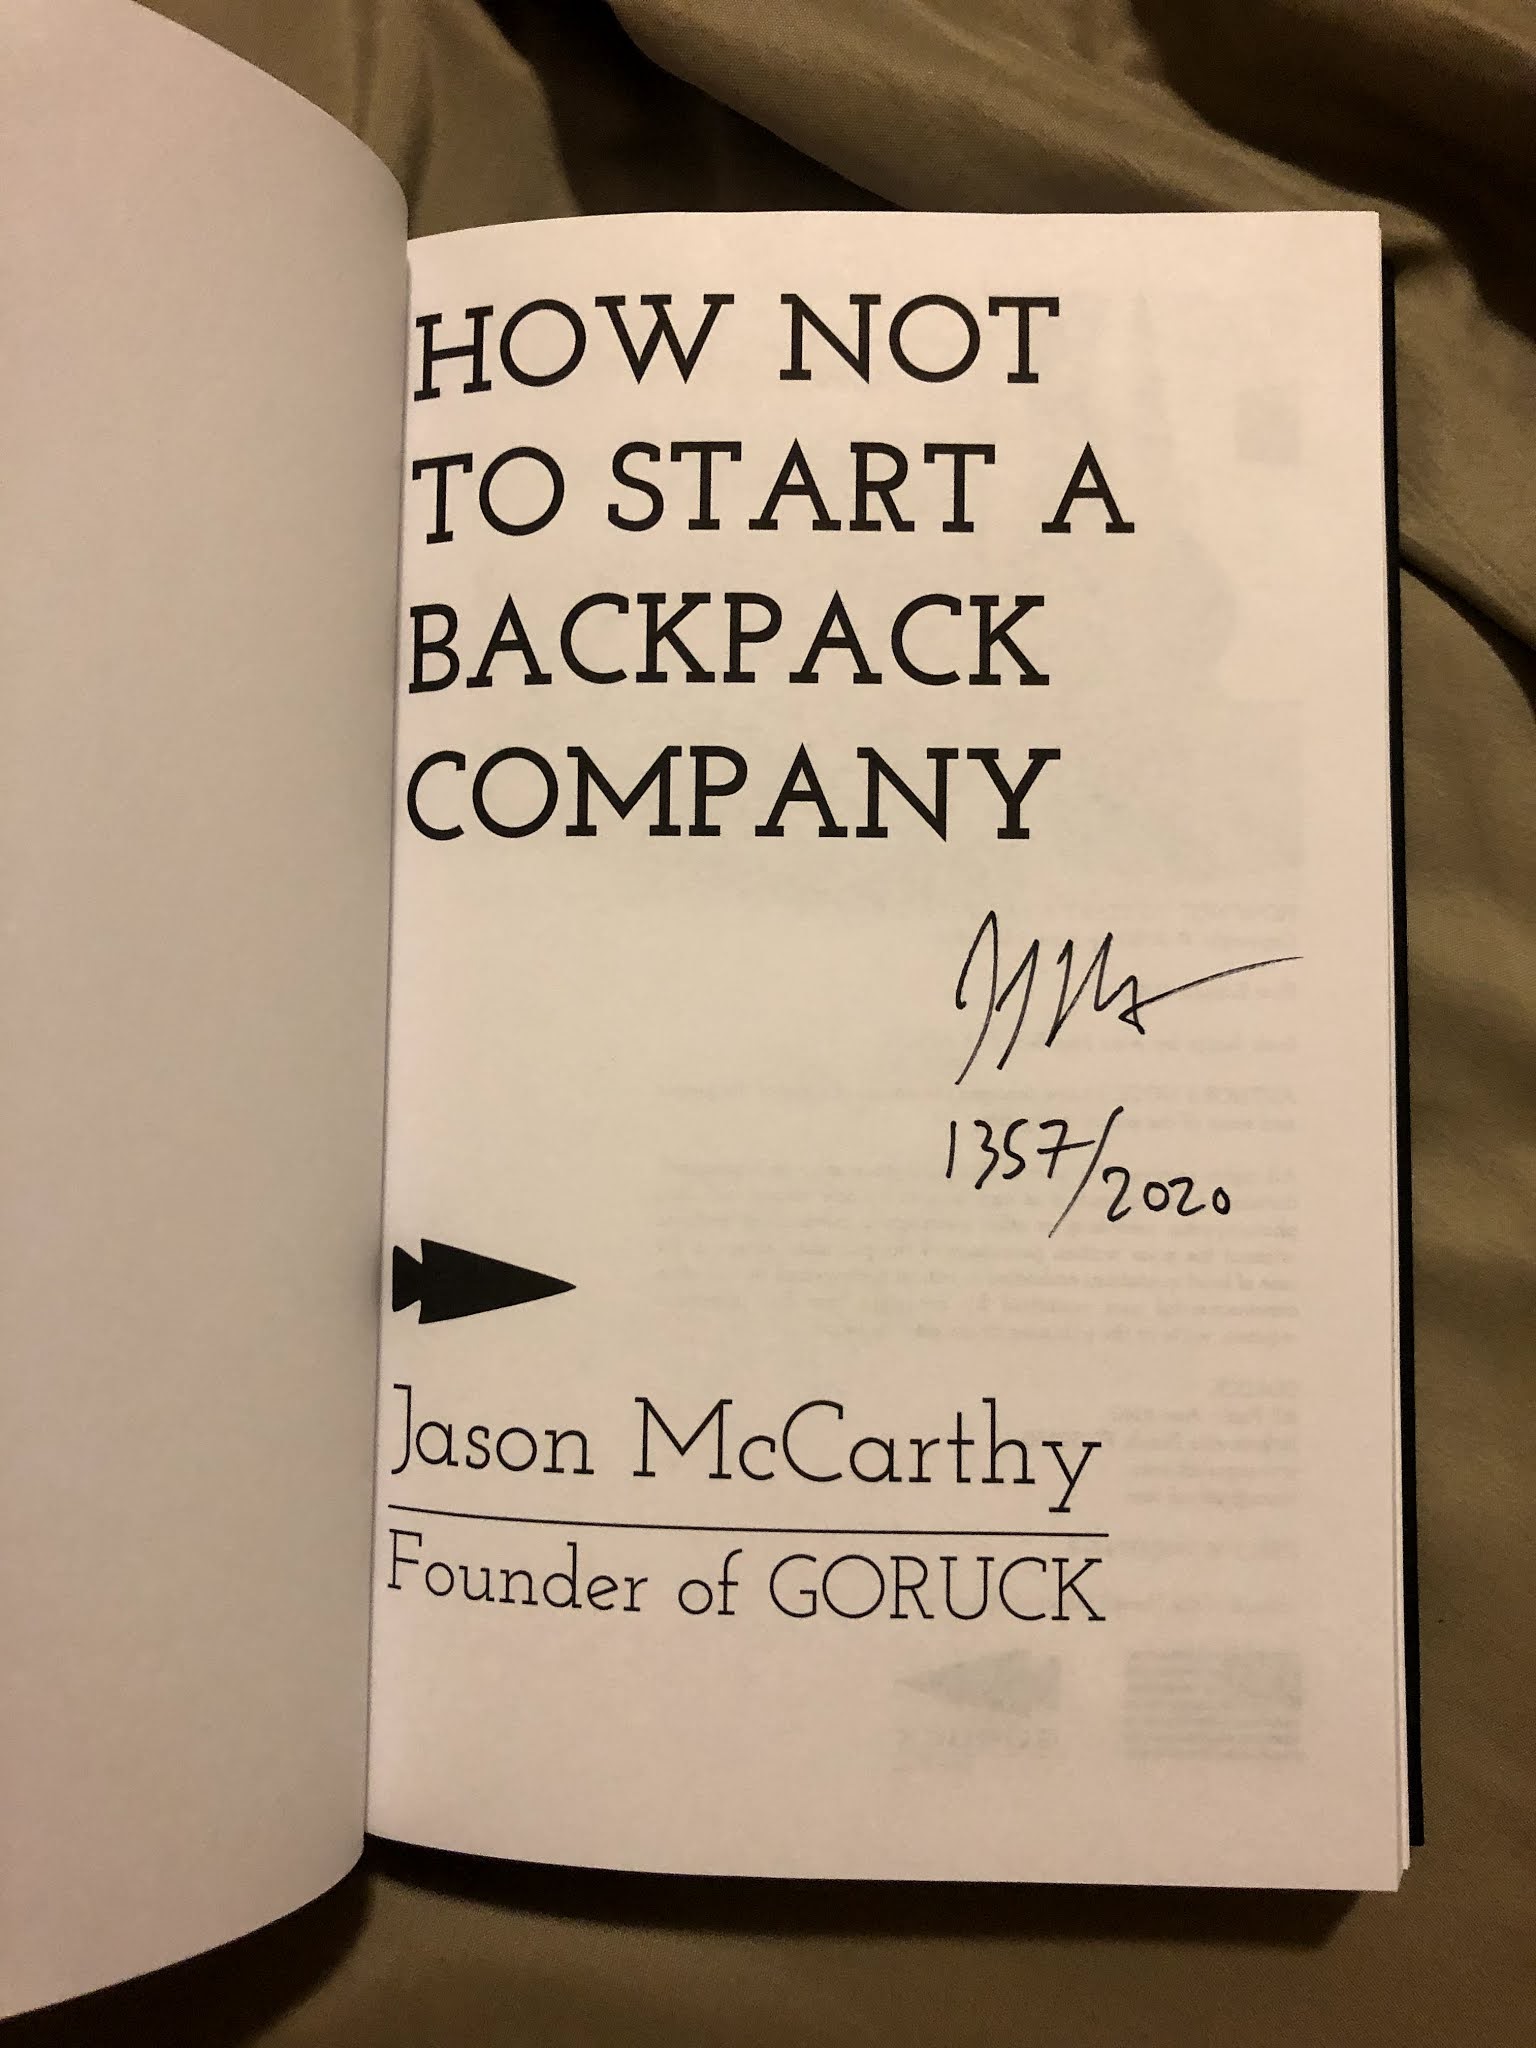 HOW NOT
TO START A
BACKPACK
COMPANY
1357/2020
Jason McCarthy
Founder of GORUCK